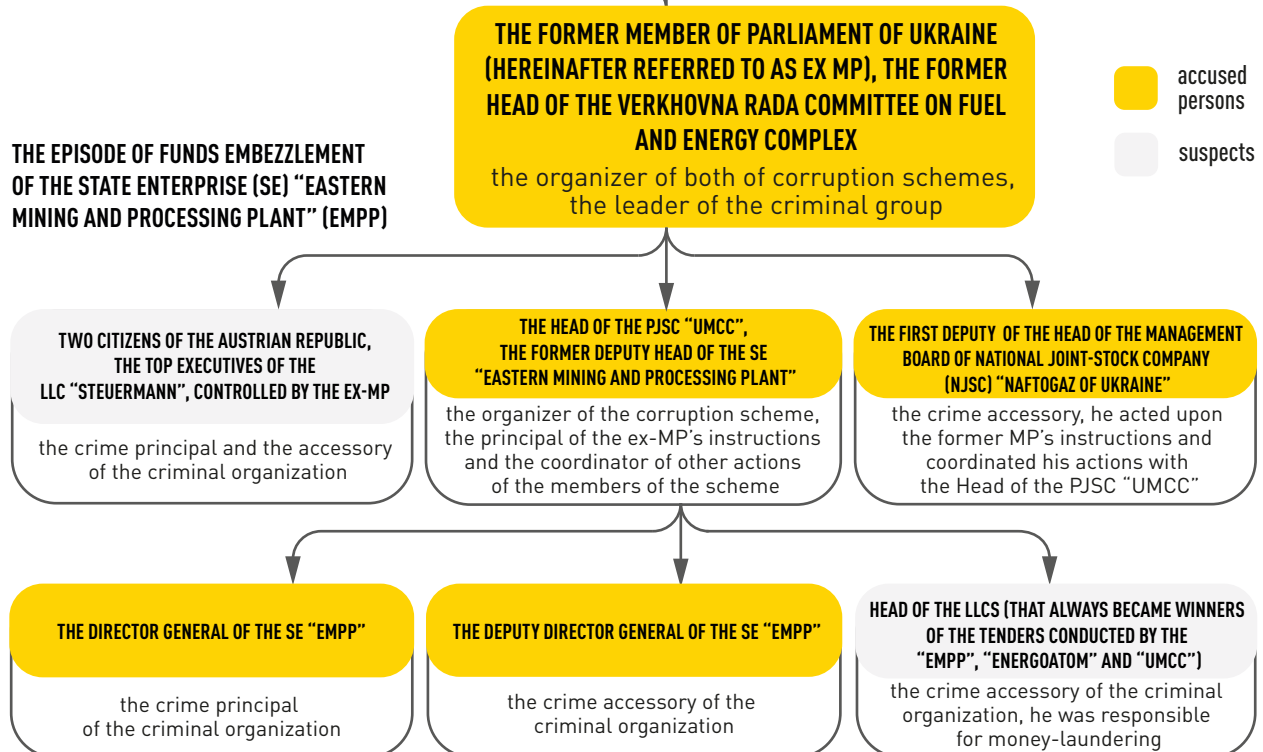 THE FORMER MEMBER OF PARLIAMENT OF UKRAINE
(HEREINAFTER REFERRED TO AS EX MP), THE FORMER
HEAD OF THE VERKHOVNA RADA COMMITTEE ON FUEL
AND ENERGY COMPLEX
the organizer of both of corruption schemes,
the leader of the criminal group
accused
persons
suspects
THE EPISODE OF FUNDS EMBEZZLEMENT
OF THE STATE ENTERPRISE (SE) “EASTERN
MINING AND PROCESSING PLANT” (EMPP)
TWO CITIZENS OF THE AUSTRIAN REPUBLIC,
THE TOP EXECUTIVES OF THE
LLC “STEUERMANN”, CONTROLLED BY THE EX-MP
the crime principal and the accessory
of the criminal organization
THE HEAD OF THE PJSC “UMCC”,
THE FORMER DEPUTY HEAD OF THE SE
“EASTERN MINING AND PROCESSING PLANT”
the organizer of the corruption scheme,
the principal of the ex-MP’s instructions
and the coordinator of other actions
of the members of the scheme
THE FIRST DEPUTY OF THE HEAD OF THE MANAGEMENT
BOARD OF NATIONAL JOINT-STOCK COMPANY
(NJSC) “NAFTOGAZ OF UKRAINE”
the crime accessory, he acted upon
the former MP’s instructions and
coordinated his actions with
the Head of the PJSC “UMCC”
THE DIRECTOR GENERAL OF THE SE “EMPP”
the crime principal
of the criminal organization
THE DEPUTY DIRECTOR GENERAL OF THE SE “EMPP”
the crime accessory of the
criminal organization
HEAD OF THE LLCS (THAT ALWAYS BECAME WINNERS
OF THE TENDERS CONDUCTED BY THE
“EMPP”, “ENERGOATOM” AND “UMCC”)
the crime accessory of the criminal
organization, he was responsible
for money-laundering